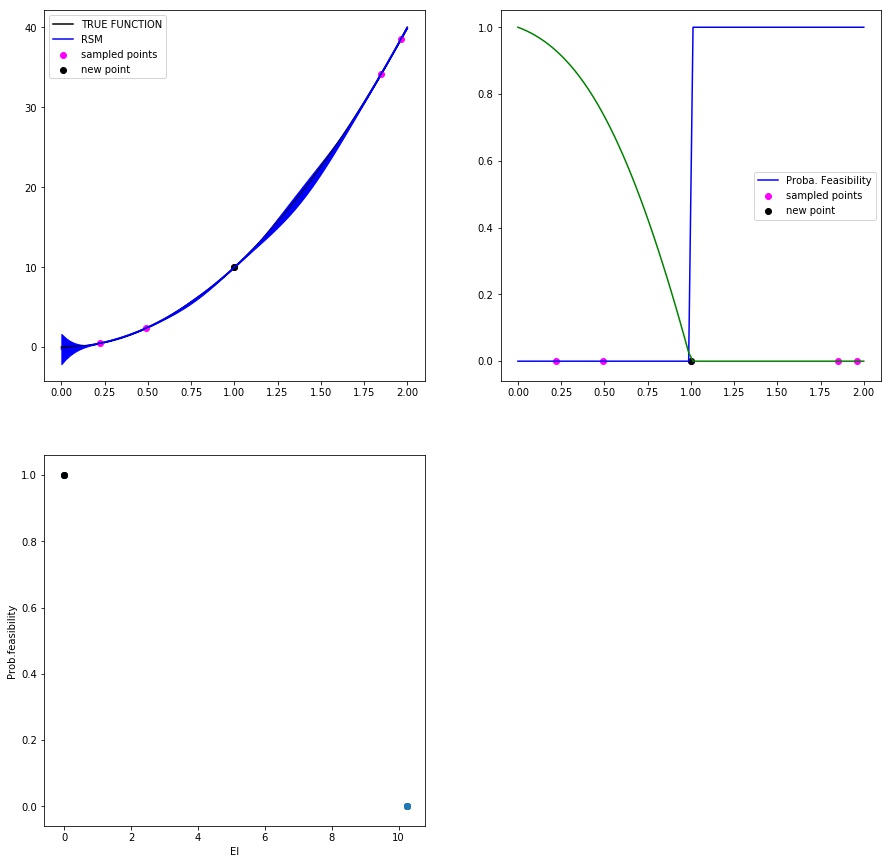 TRUE FUNCTION
RSM
sampled points
new point
40
30
20
10
0
0.00 0.25 0.50 0.75 1.00 1.25 1.50 1.75 2.00
1.0
0.8
0.6
0.4
0.2
0.0
Proba. Feasibility
sampled points
new point
0.00 0.25 0.50 0.75 1.00 1.25 1.50 1.75 2.00
Prob.feasibility
1.0
0.8
0.6
0.4
0.2
0.0
0 2 4 6 8 10
EI